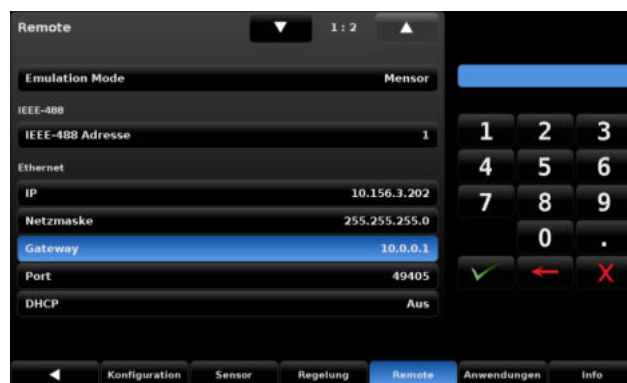 Remote 1:2
Emulation Mode Mensor
IEEE-488
IEEE-488 Adresse 1
Ethernet
IP 10.156.3.202
Netzmaske 255.255.255.0
Gateway 10.0.0.1
Port 49405
DHCP Aus
1 2 3
4 5 6
7 8 9
0 .
X
Konfiguration Sensor Regelung Remote Anwendungen Info